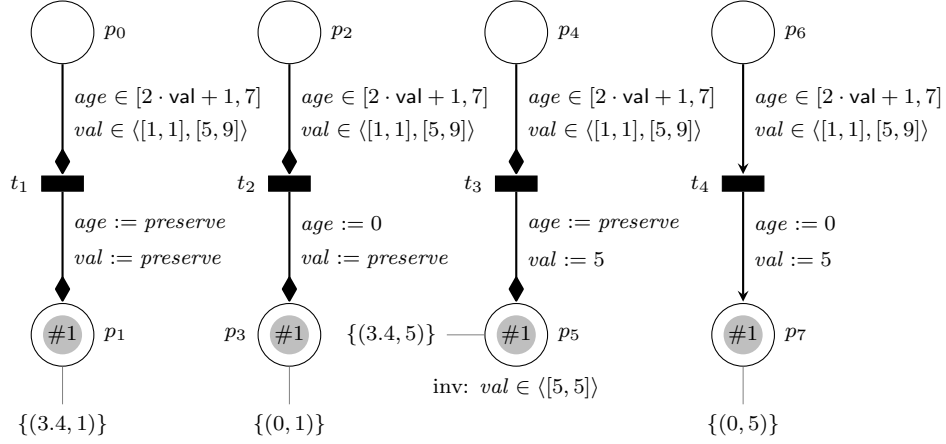 p₀ p₂ p₄ p₆
age ∈ [2 · val + 1, 7] age ∈ [2 · val + 1, 7] age ∈ [2 · val + 1, 7] age ∈ [2 · val + 1, 7]
val ∈ ⟨[1, 1], [5, 9]⟩ val ∈ ⟨[1, 1], [5, 9]⟩ val ∈ ⟨[1, 1], [5, 9]⟩ val ∈ ⟨[1, 1], [5, 9]⟩
t₁ t₂ t₃ t₄
age := preserve age := 0 age := preserve age := 0
val := preserve val := preserve val := 5 val := 5
#1 p₁ p₃ #1 {(3.4, 5)} #1 p₅ #1 p₇
inv: val ∈ ⟨[5, 5]⟩
{(3.4, 1)} {(0, 1)} {(0, 5)}